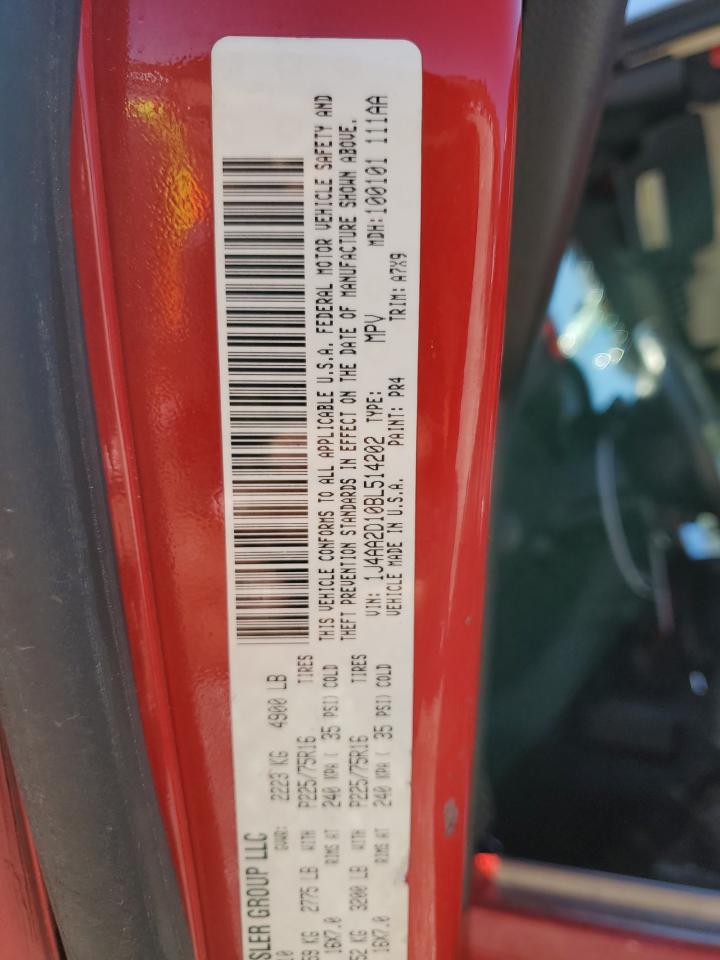 SLER GROUP LLC
GVWR: 2223 KG 4900 LB
59 KG 2775 LB WITH P225/75R16 TIRES
16X7.0 RIMS AT 240 KPA ( 35 PSI) COLD
52 KG 3200 LB WITH P225/75R16 TIRES
16X7.0 RIMS AT 240 KPA ( 35 PSI) COLD
THIS VEHICLE CONFORMS TO ALL APPLICABLE U.S.A. FEDERAL MOTOR VEHICLE SAFETY AND
THEFT PREVENTION STANDARDS IN EFFECT ON THE DATE OF MANUFACTURE SHOWN ABOVE.
VIN: 1J4AA2D10BL514202 TYPE: MPV MDH:100101 111AA
VEHICLE MADE IN U.S.A. PAINT: PR4 TRIM: A7X9